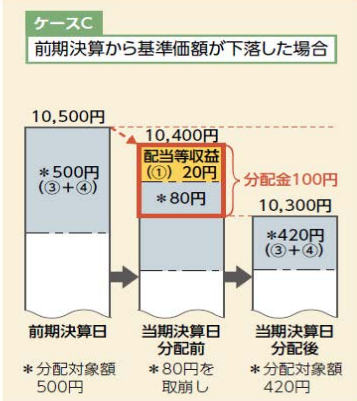 ケースC
前期決算から基準価額が下落した場合
10,500円
10,400円
配当等収益
(①) 20円
＊500円
(③+④)
＊80円
分配金100円
10,300円
＊420円
(③+④)
前期決算日
当期決算日
分配前
当期決算日
分配後
＊分配対象額
500円
＊80円を
取崩し
＊分配対象額
420円